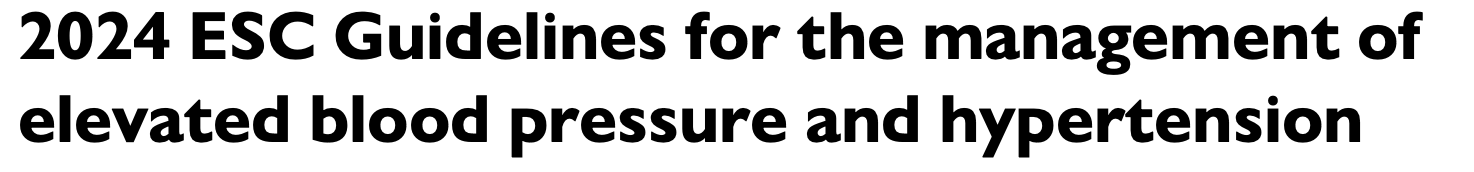 2024 ESC Guidelines for the management of
elevated blood pressure and hypertension